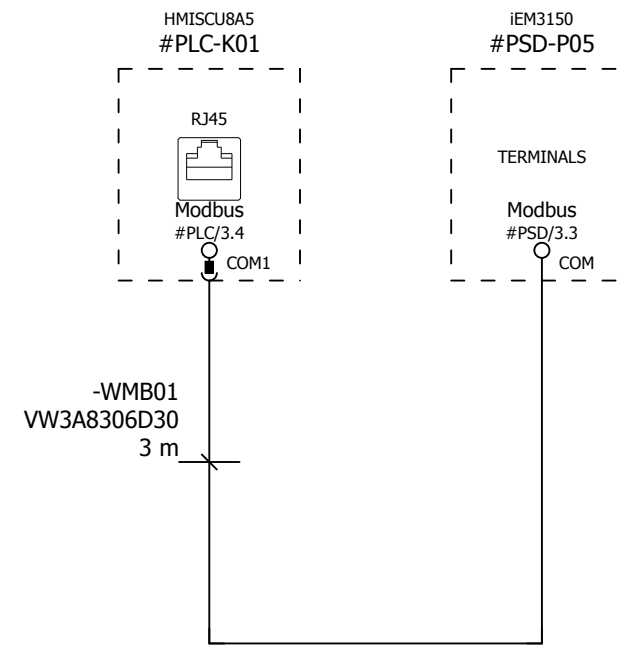 HMISCU8A5
#PLC-K01
RJ45
Modbus
#PLC/3.4
COM1
iEM3150
#PSD-P05
TERMINALS
Modbus
#PSD/3.3
COM
-WMB01
VW3A8306D30
3 m